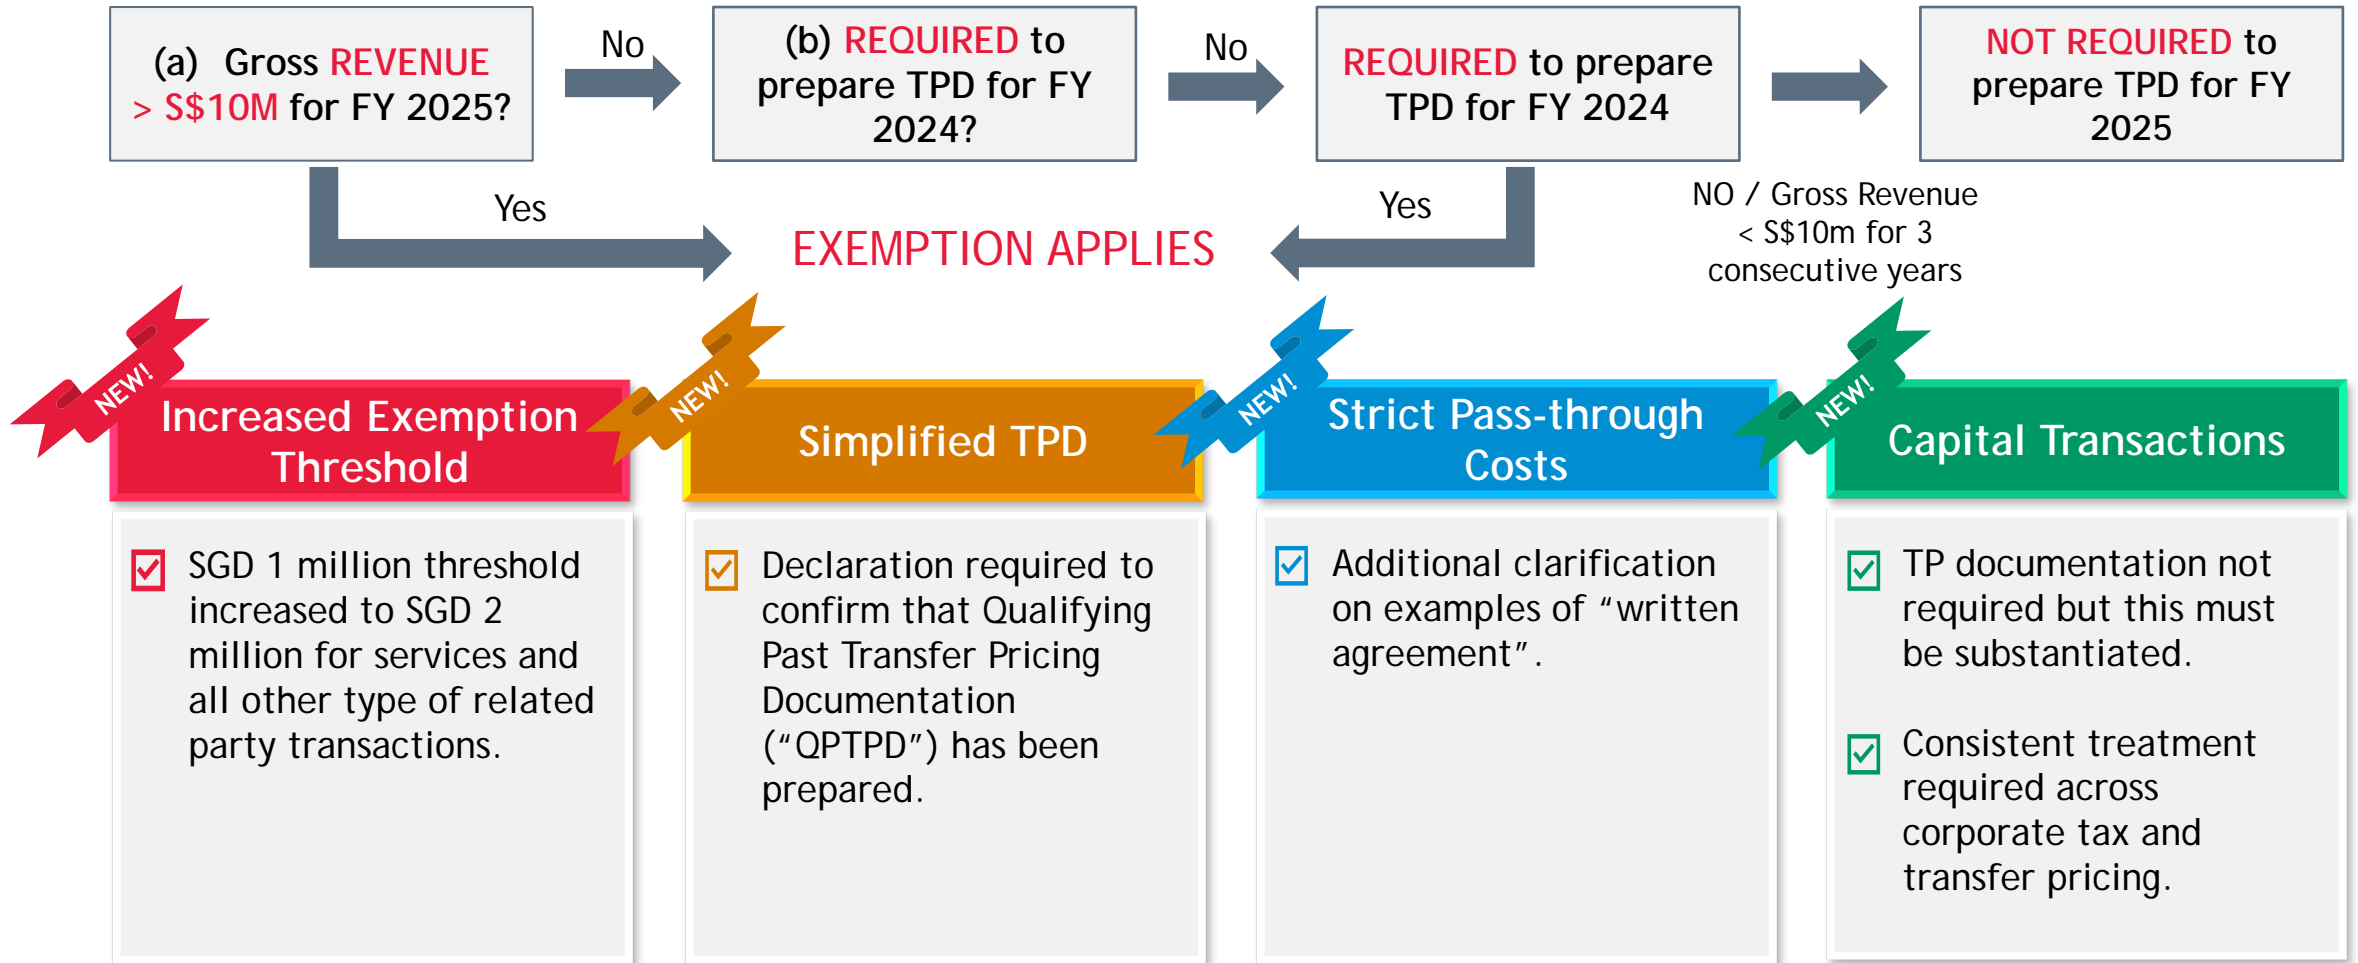 (a) Gross REVENUE
> S$10M for FY 2025?
No
(b) REQUIRED to
prepare TPD for FY
2024?
No
REQUIRED to prepare
TPD for FY 2024
NOT REQUIRED to
prepare TPD for FY
2025
Yes
EXEMPTION APPLIES
Yes
NO / Gross Revenue
< S$10m for 3
consecutive years
NEW!
Increased Exemption
Threshold
SGD 1 million threshold
increased to SGD 2
million for services and
all other type of related
party transactions.
NEW!
Simplified TPD
Declaration required to
confirm that Qualifying
Past Transfer Pricing
Documentation
(“QPTPD”) has been
prepared.
NEW!
Strict Pass-through
Costs
Additional clarification
on examples of “written
agreement”.
NEW!
Capital Transactions
TP documentation not
required but this must
be substantiated.
Consistent treatment
required across
corporate tax and
transfer pricing.